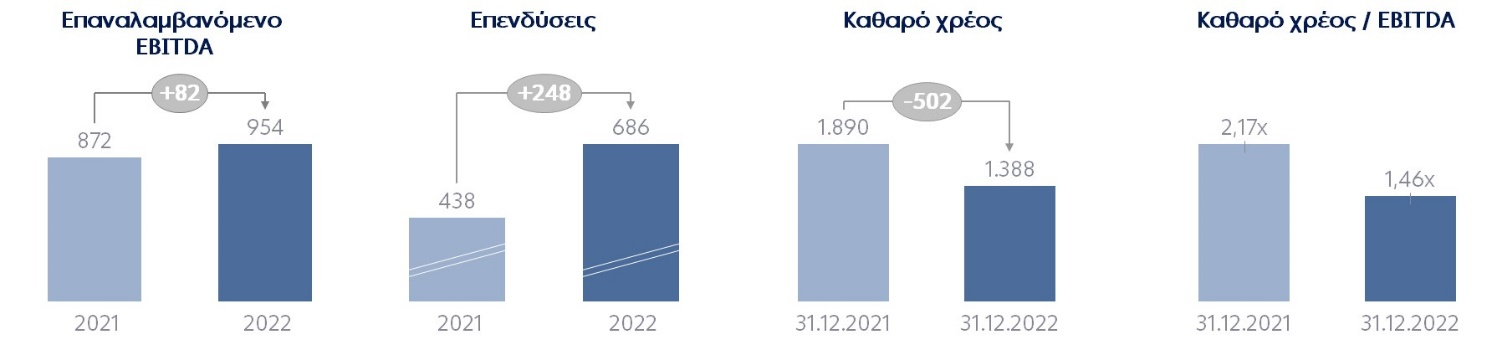 Επαναλαμβανόμενο
EBITDA
+82
872
954
2021
2022
Επενδύσεις
+248
438
686
2021
2022
Καθαρό χρέος
-502
1.890
1.388
31.12.2021
31.12.2022
Καθαρό χρέος / EBITDA
2,17x
1,46x
31.12.2021
31.12.2022